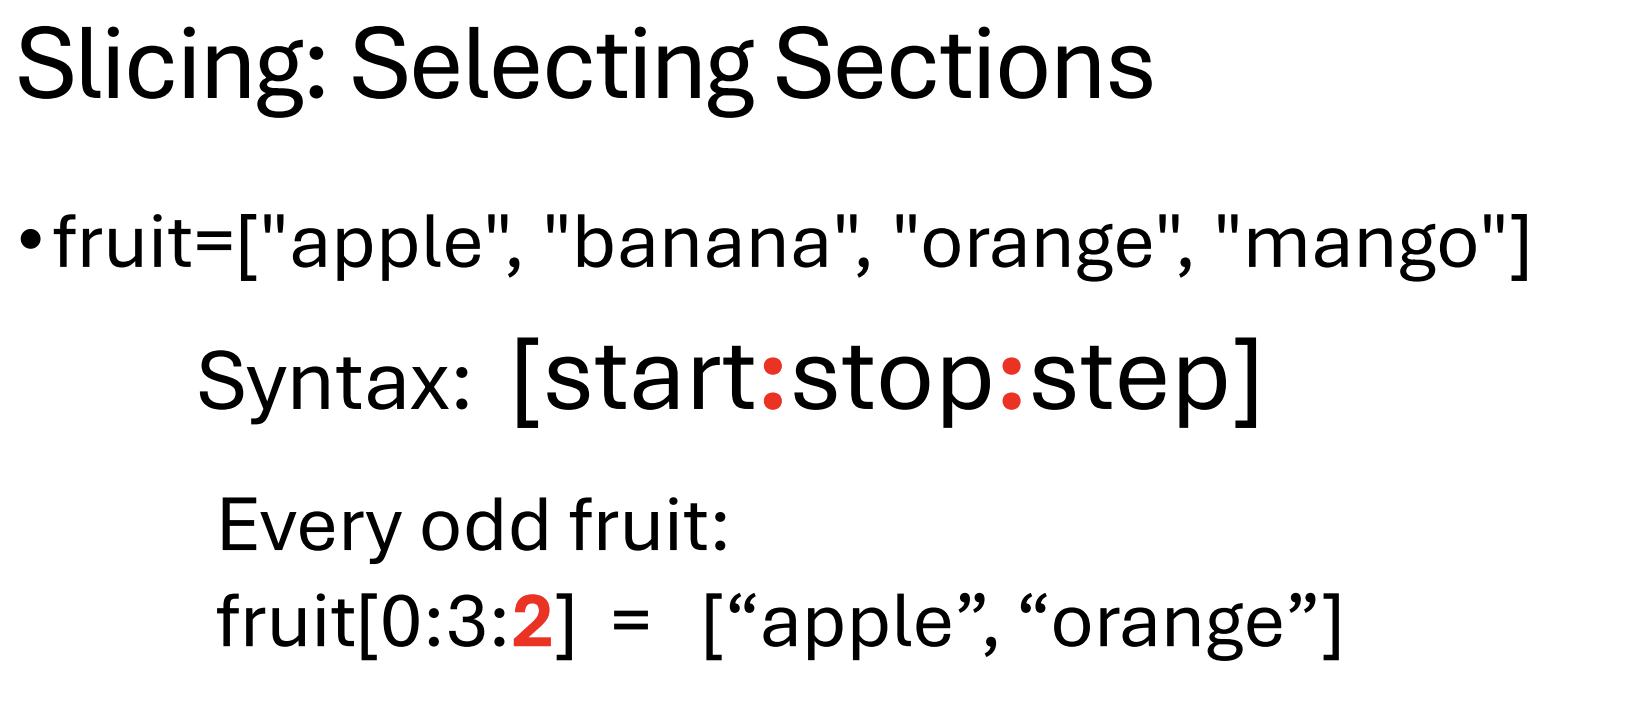 Slicing: Selecting Sections
•fruit=["apple", "banana", "orange", "mango"]
Syntax: [start:stop:step]
Every odd fruit:
fruit[0:3:2] = [“apple”, “orange”]